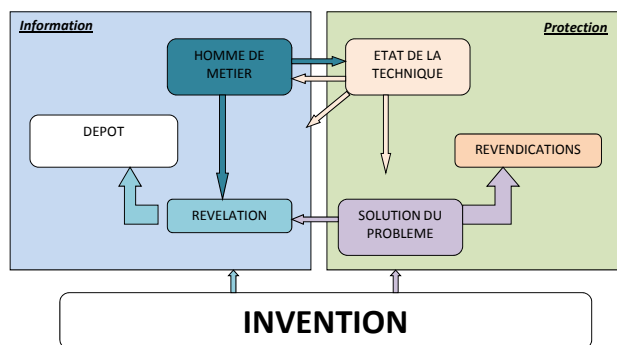 Information
Protection
HOMME DE
METIER
ETAT DE LA
TECHNIQUE
DEPOT
REVENDICATIONS
REVELATION
SOLUTION DU
PROBLEME
INVENTION